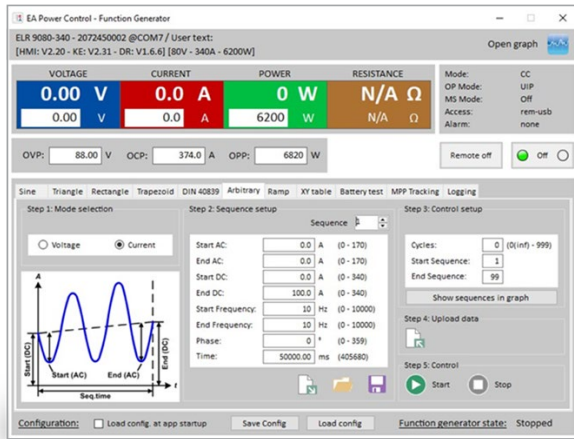 EA Power Control - Function Generator
ELR 9080-340 - 2072450002 @COM7 / User text:
[HMI: V2.20 - KE: V2.31 - DR: V1.6.6] [80V - 340A - 6200W]
Open graph
VOLTAGE CURRENT POWER RESISTANCE
0.00 V 0.0 A 0 W N/A Ω
0.00 V 0.0 A 6200 W N/A Ω
Mode: CC
OP Mode: UIP
MS Mode: Off
Access: rem-usb
Alarm: none
OVP: 88.00 V OCP: 374.0 A OPP: 6820 W
Remote off Off
Sine Triangle Rectangle Trapezoid DIN 40839 Arbitrary Ramp XY table Battery test MPP Tracking Logging
Step 1: Mode selection
Voltage Current
A
Start (DC)
Start (AC) End (AC)
End (DC)
t
Seq.time
Step 2: Sequence setup
Sequence
Start AC: 0.0 A (0 - 170)
End AC: 0.0 A (0 - 170)
Start DC: 0.0 A (0 - 340)
End DC: 100.0 A (0 - 340)
Start Frequency: 10 Hz (0 - 10000)
End Frequency: 10 Hz (0 - 10000)
Phase: 0 ° (0 - 359)
Time: 50000.00 ms (405680)
Step 3: Control setup
Cycles: 0 (0(inf) - 999)
Start Sequence: 1
End Sequence: 99
Show sequences in graph
Step 4: Upload data
Step 5: Control
Start Stop
Configuration: Load config. at app startup Save Config Load config Function generator state: Stopped